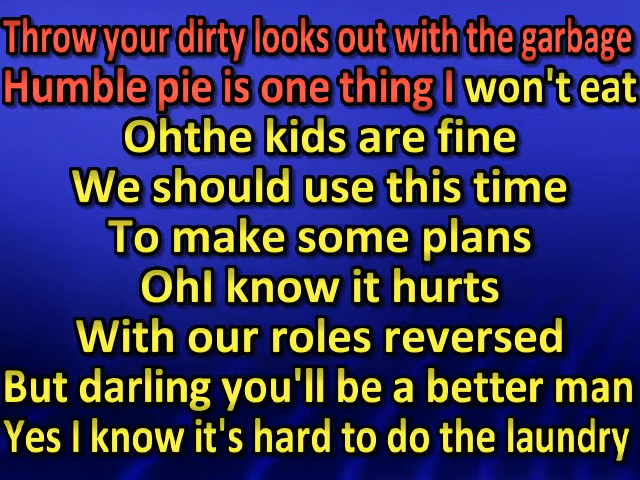 Throw your dirty looks out with the garbage
Humble pie is one thing I won't eat
Ohthe kids are fine
We should use this time
To make some plans
OhI know it hurts
With our roles reversed
But darling you'll be a better man
Yes I know it's hard to do the laundry